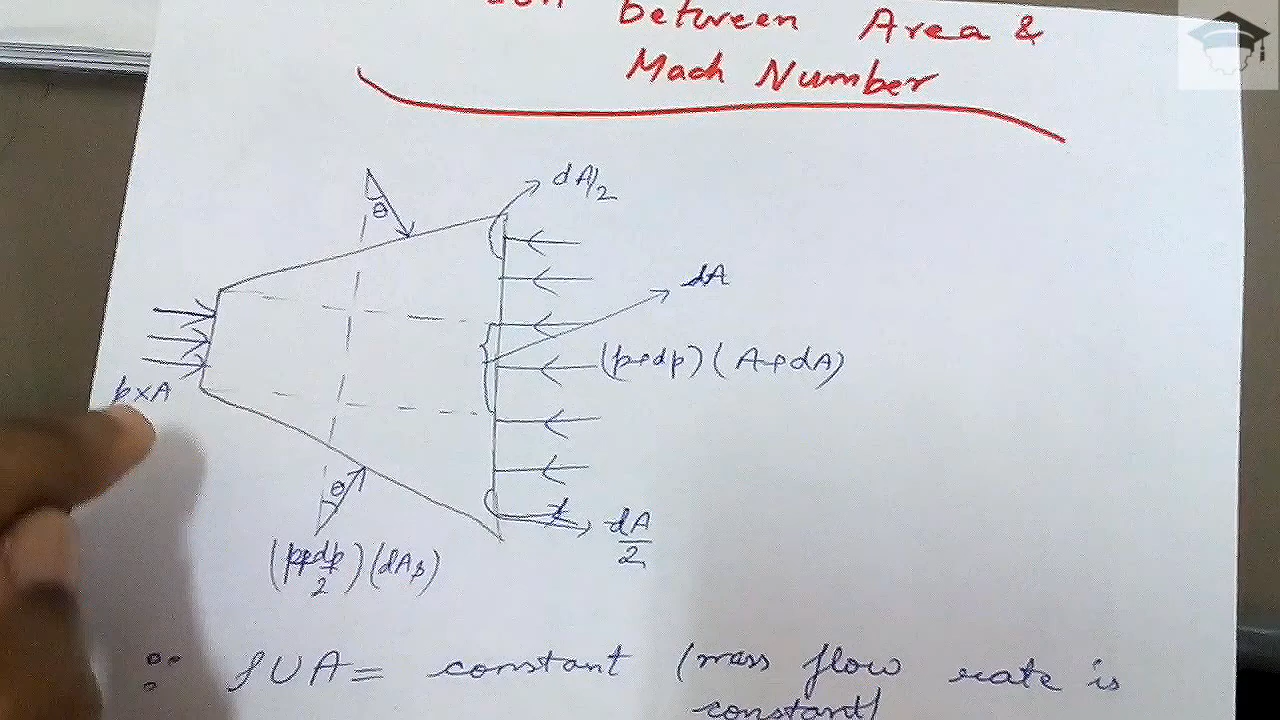 between Area &
Mach Number
dA/2
θ
dA
(p+dp)(A+dA)
p×A
θ
dA/2
(p+dp/2)(dAs)
∵ ρUA = constant (mass flow rate is
constant)